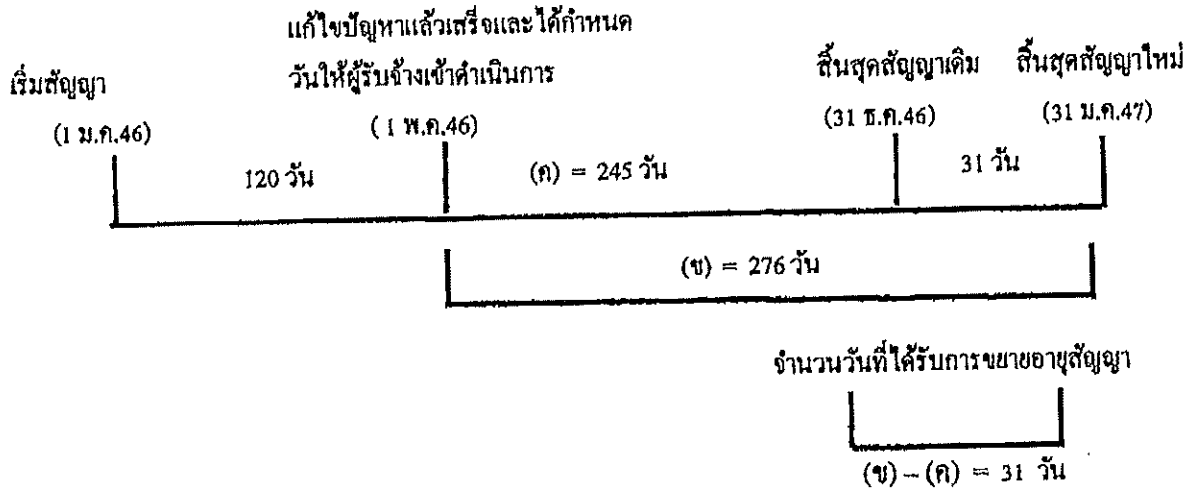 แก้ไขปัญหาแล้วเสร็จและได้กำหนด
วันให้ผู้รับจ้างเข้าดำเนินการ
เริ่มสัญญา
สิ้นสุดสัญญาเดิม
สิ้นสุดสัญญาใหม่
(1 ม.ค.46)
(1 พ.ค.46)
(31 ธ.ค.46)
(31 ม.ค.47)
120 วัน
(ค) = 245 วัน
31 วัน
(ข) = 276 วัน
จำนวนวันที่ได้รับการขยายอายุสัญญา
(ข) – (ค) = 31 วัน